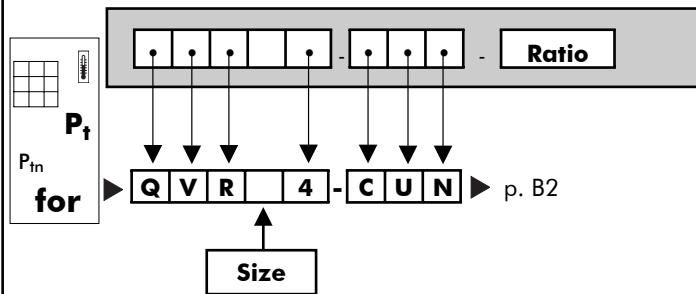 - - Ratio
Pt
Ptn
for
Q V R 4 - C U N p. B2
Size